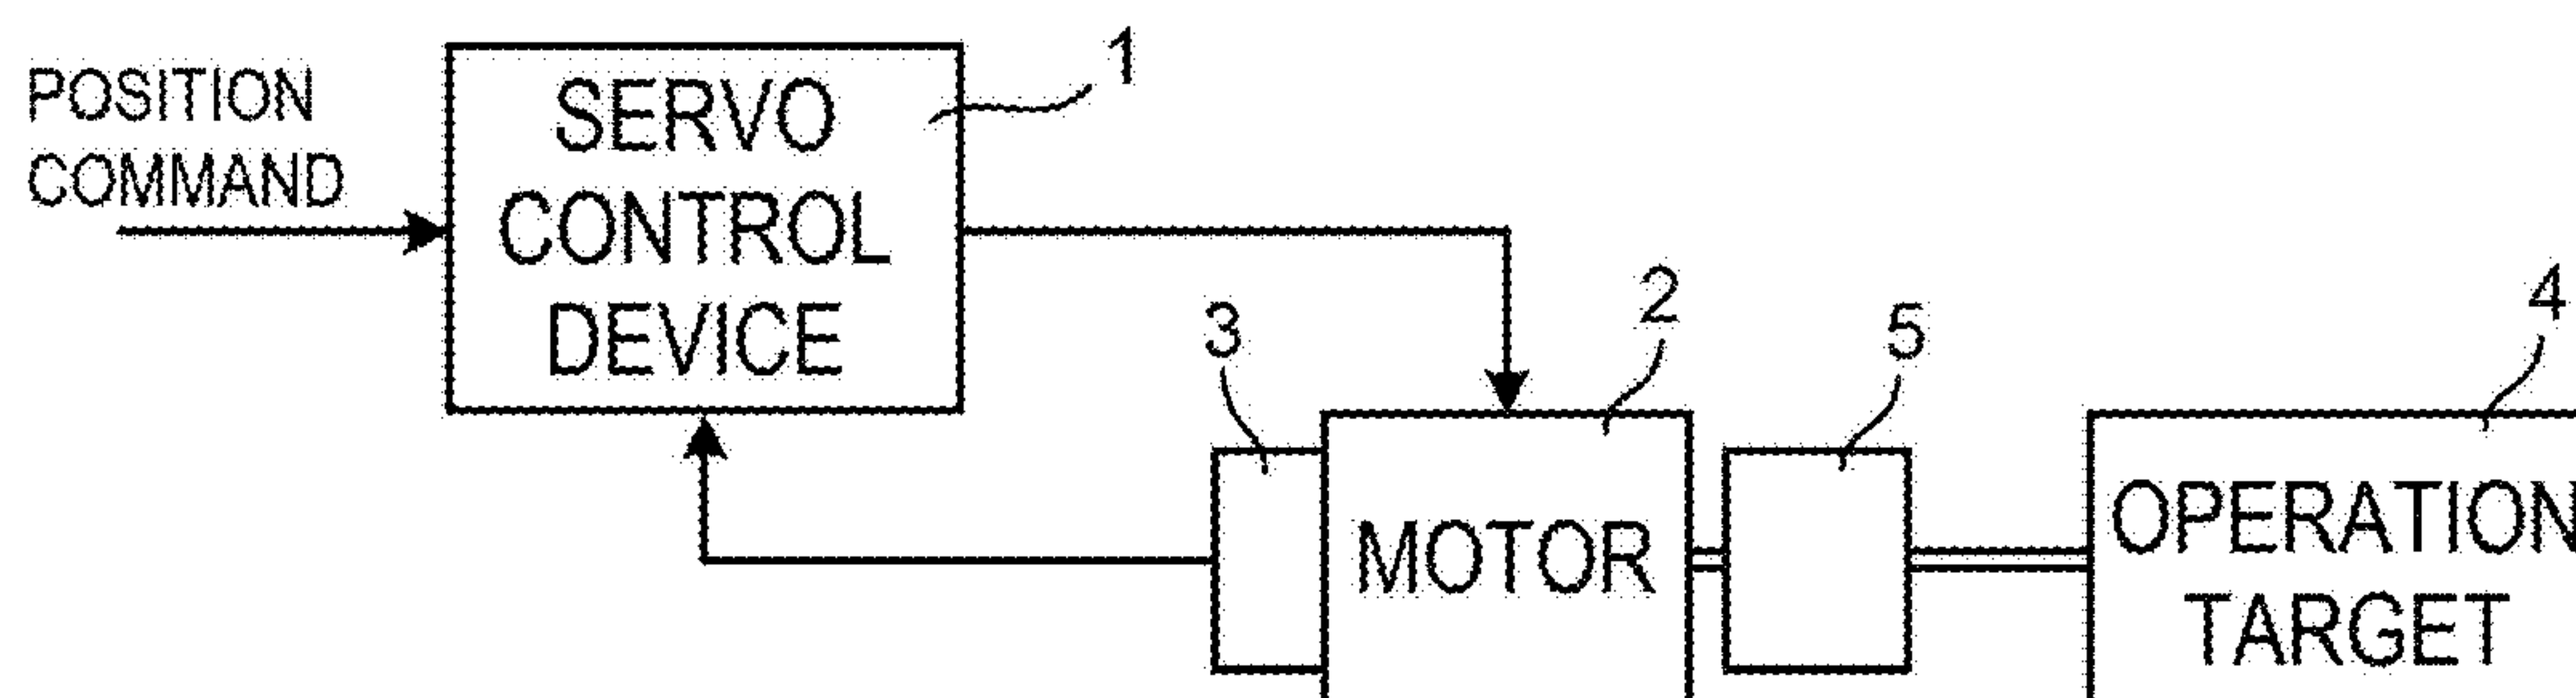 POSITION
COMMAND
SERVO
CONTROL
DEVICE
1
3
2
5
4
MOTOR
OPERATION
TARGET